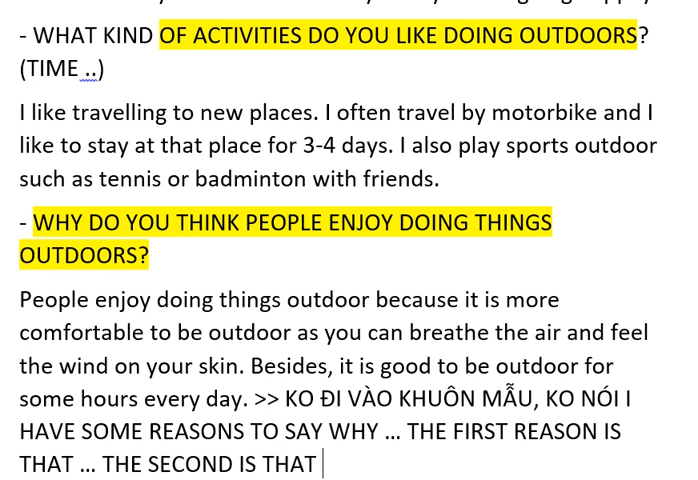 - WHAT KIND OF ACTIVITIES DO YOU LIKE DOING OUTDOORS?
(TIME ..)
I like travelling to new places. I often travel by motorbike and I
like to stay at that place for 3-4 days. I also play sports outdoor
such as tennis or badminton with friends.
- WHY DO YOU THINK PEOPLE ENJOY DOING THINGS
OUTDOORS?
People enjoy doing things outdoor because it is more
comfortable to be outdoor as you can breathe the air and feel
the wind on your skin. Besides, it is good to be outdoor for
some hours every day. >> KO ĐI VÀO KHUÔN MẪU, KO NÓI I
HAVE SOME REASONS TO SAY WHY ... THE FIRST REASON IS
THAT ... THE SECOND IS THAT